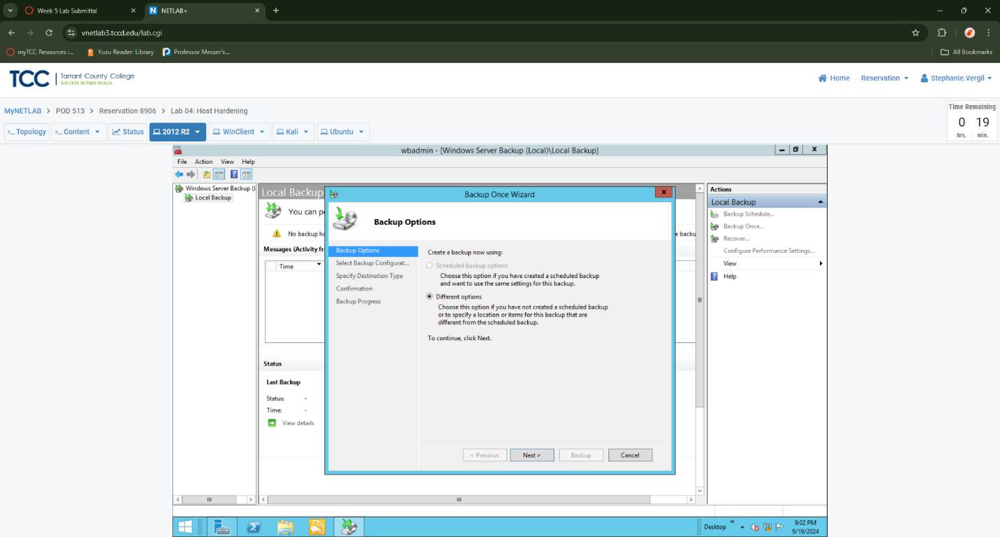 Week 5 Lab Submittal
NETLAB+
vnetlab3.tccd.edu/lab.cgi
myTCC Resources :...
Yuzu Reader: Library
Professor Messer's...
All Bookmarks
TCC
Tarrant County College
SUCCESS WITHIN REACH.
Home
Reservation
Stephanie.Vergil
MyNETLAB > POD 513 > Reservation 8906 > Lab 04: Host Hardening
Time Remaining
0 19
hrs. min.
>_ Topology
>_ Content
Status
2012 R2
WinClient
Kali
Ubuntu
wbadmin - [Windows Server Backup (Local)\Local Backup]
File Action View Help
Windows Server Backup (L
Local Backup
Local Backup
You can pe
No backup ha
e backu
Messages (Activity fro
Time
Status
Last Backup
Status: -
Time: -
View details
Backup Once Wizard
Backup Options
Backup Options
Select Backup Configurat...
Specify Destination Type
Confirmation
Backup Progress
Create a backup now using:
Scheduled backup options
Choose this option if you have created a scheduled backup
and want to use the same settings for this backup.
Different options
Choose this option if you have not created a scheduled backup
or to specify a location or items for this backup that are
different from the scheduled backup.
To continue, click Next.
< Previous
Next >
Backup
Cancel
Actions
Local Backup
Backup Schedule...
Backup Once...
Recover...
Configure Performance Settings...
View
Help
Desktop
9:02 PM
9/19/2024